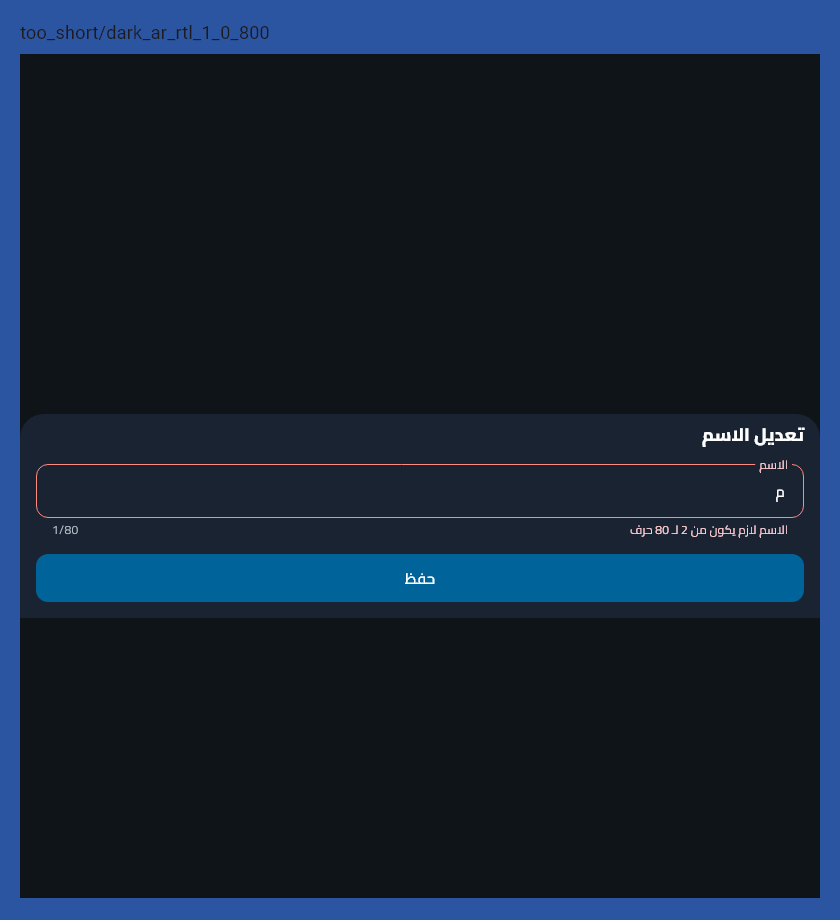 too_short/dark_ar_rtl_1_0_800
تعديل الاسم
الاسم
م
الاسم لازم يكون من 2 لـ 80 حرف
1/80
حفظ